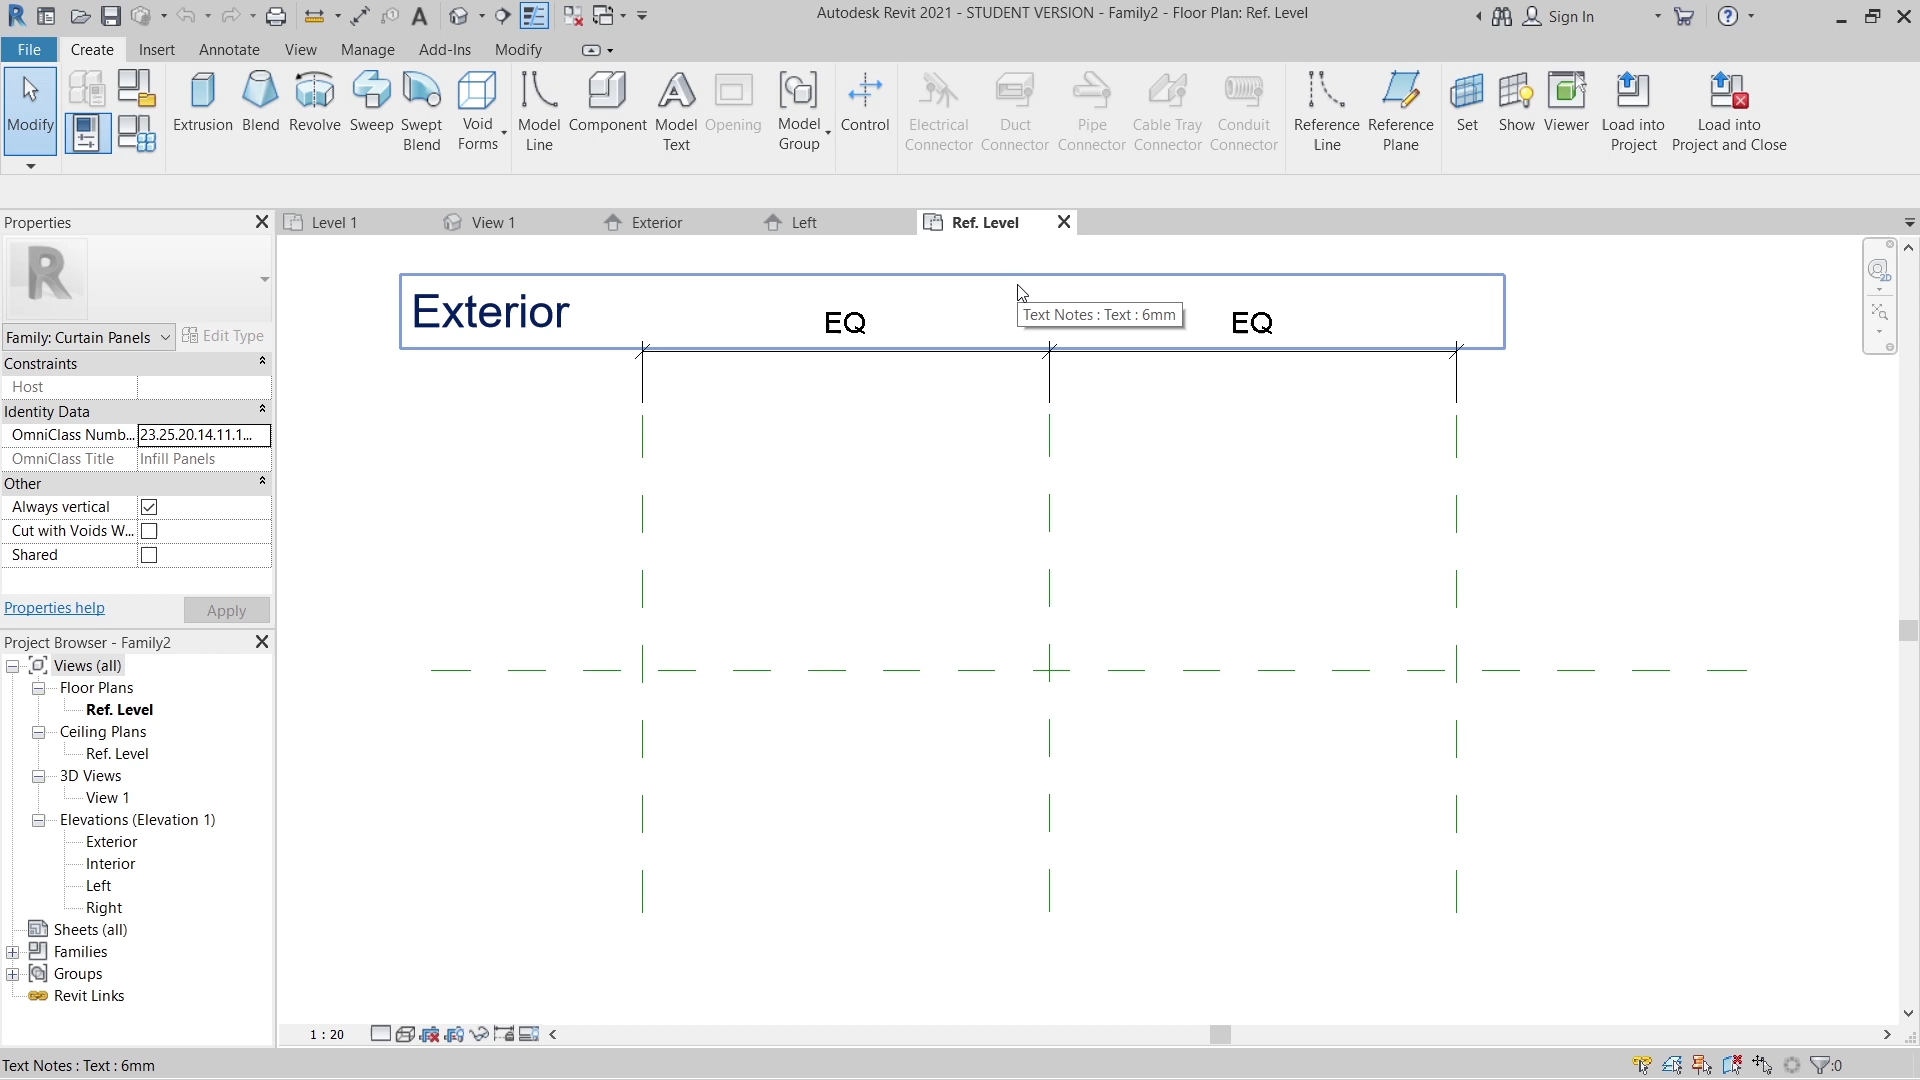 Autodesk Revit 2021 - STUDENT VERSION - Family2 - Floor Plan: Ref. Level
Sign In
File Create Insert Annotate View Manage Add-Ins Modify
Modify
Extrusion
Blend
Revolve
Sweep
Swept
Blend
Void
Forms
Model
Line
Component
Model
Text
Opening
Model
Group
Control
Electrical
Connector
Duct
Connector
Pipe
Connector
Cable Tray
Connector
Conduit
Connector
Reference
Line
Reference
Plane
Set
Show
Viewer
Load into
Project
Load into
Project and Close
Properties
Level 1
View 1
Exterior
Left
Ref. Level
R
Family: Curtain Panels
Edit Type
Constraints
Host
Identity Data
OmniClass Numb... 23.25.20.14.11.1...
OmniClass Title Infill Panels
Other
Always vertical
Cut with Voids W...
Shared
Properties help
Apply
Project Browser - Family2
Views (all)
Floor Plans
Ref. Level
Ceiling Plans
Ref. Level
3D Views
View 1
Elevations (Elevation 1)
Exterior
Interior
Left
Right
Sheets (all)
Families
Groups
Revit Links
Exterior
EQ
Text Notes : Text : 6mm
EQ
2D
1 : 20
Text Notes : Text : 6mm
:0